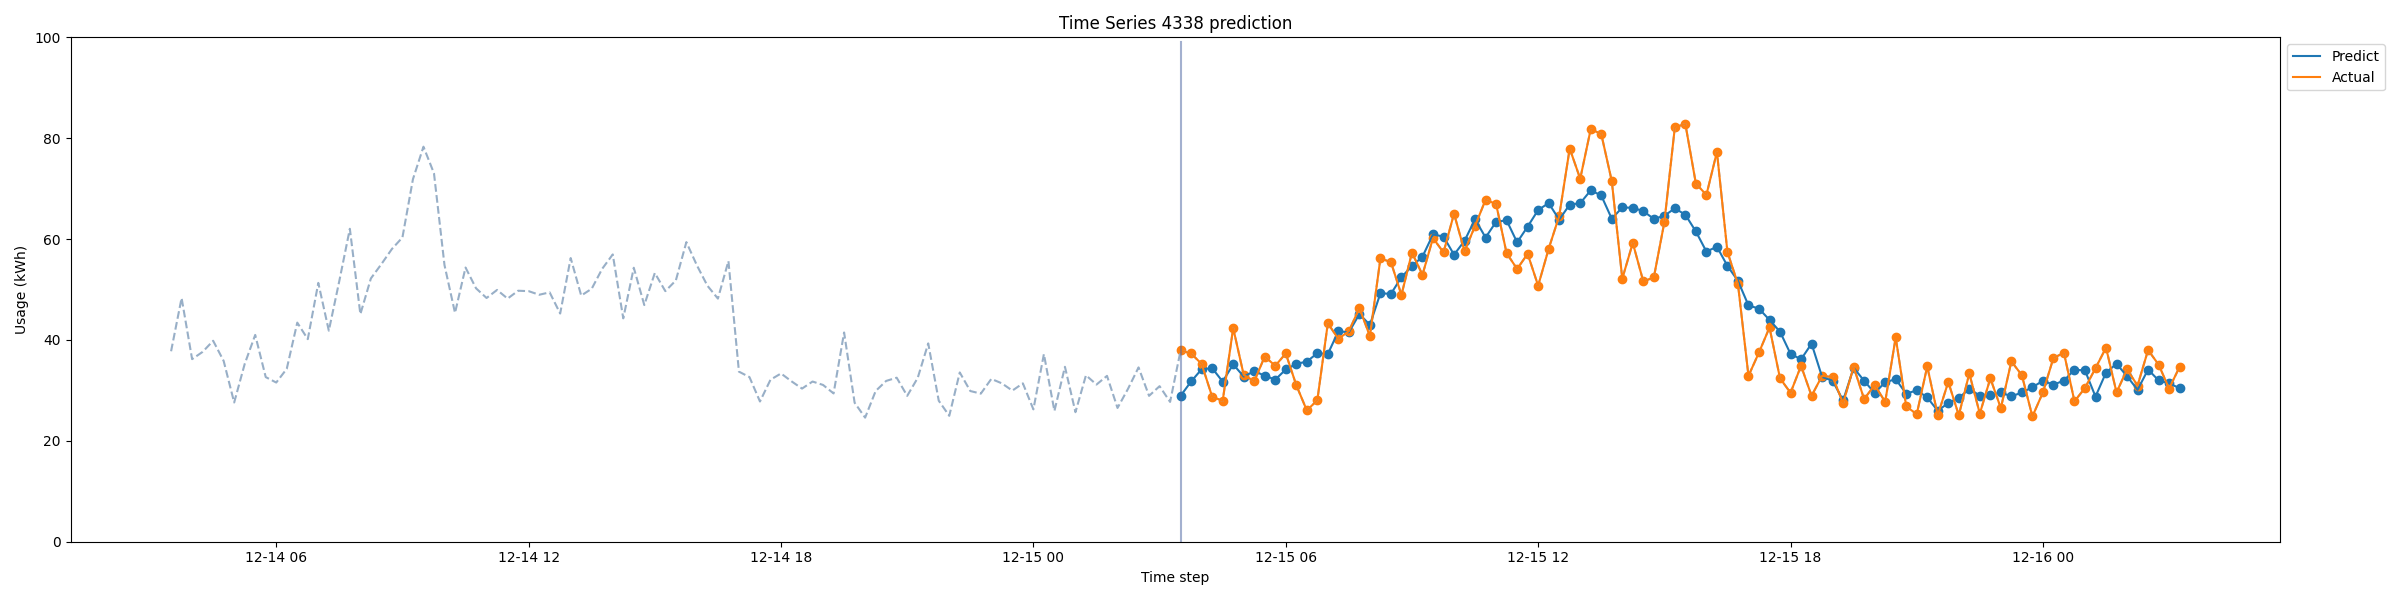 Time Series 4338 prediction
100
80
60
40
20
0
Usage (kWh)
12-14 06
12-14 12
12-14 18
12-15 00
12-15 06
12-15 12
12-15 18
12-16 00
Time step
Predict
Actual